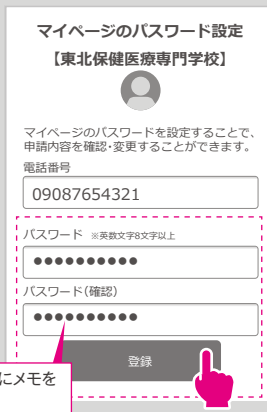 マイページのパスワード設定
【東北保健医療専門学校】
マイページのパスワードを設定することで、
申請内容を確認・変更することができます。
電話番号
09087654321
パスワード ※英数文字8文字以上
●●●●●●●●●●
パスワード(確認)
●●●●●●●●●●
登録
にメモを